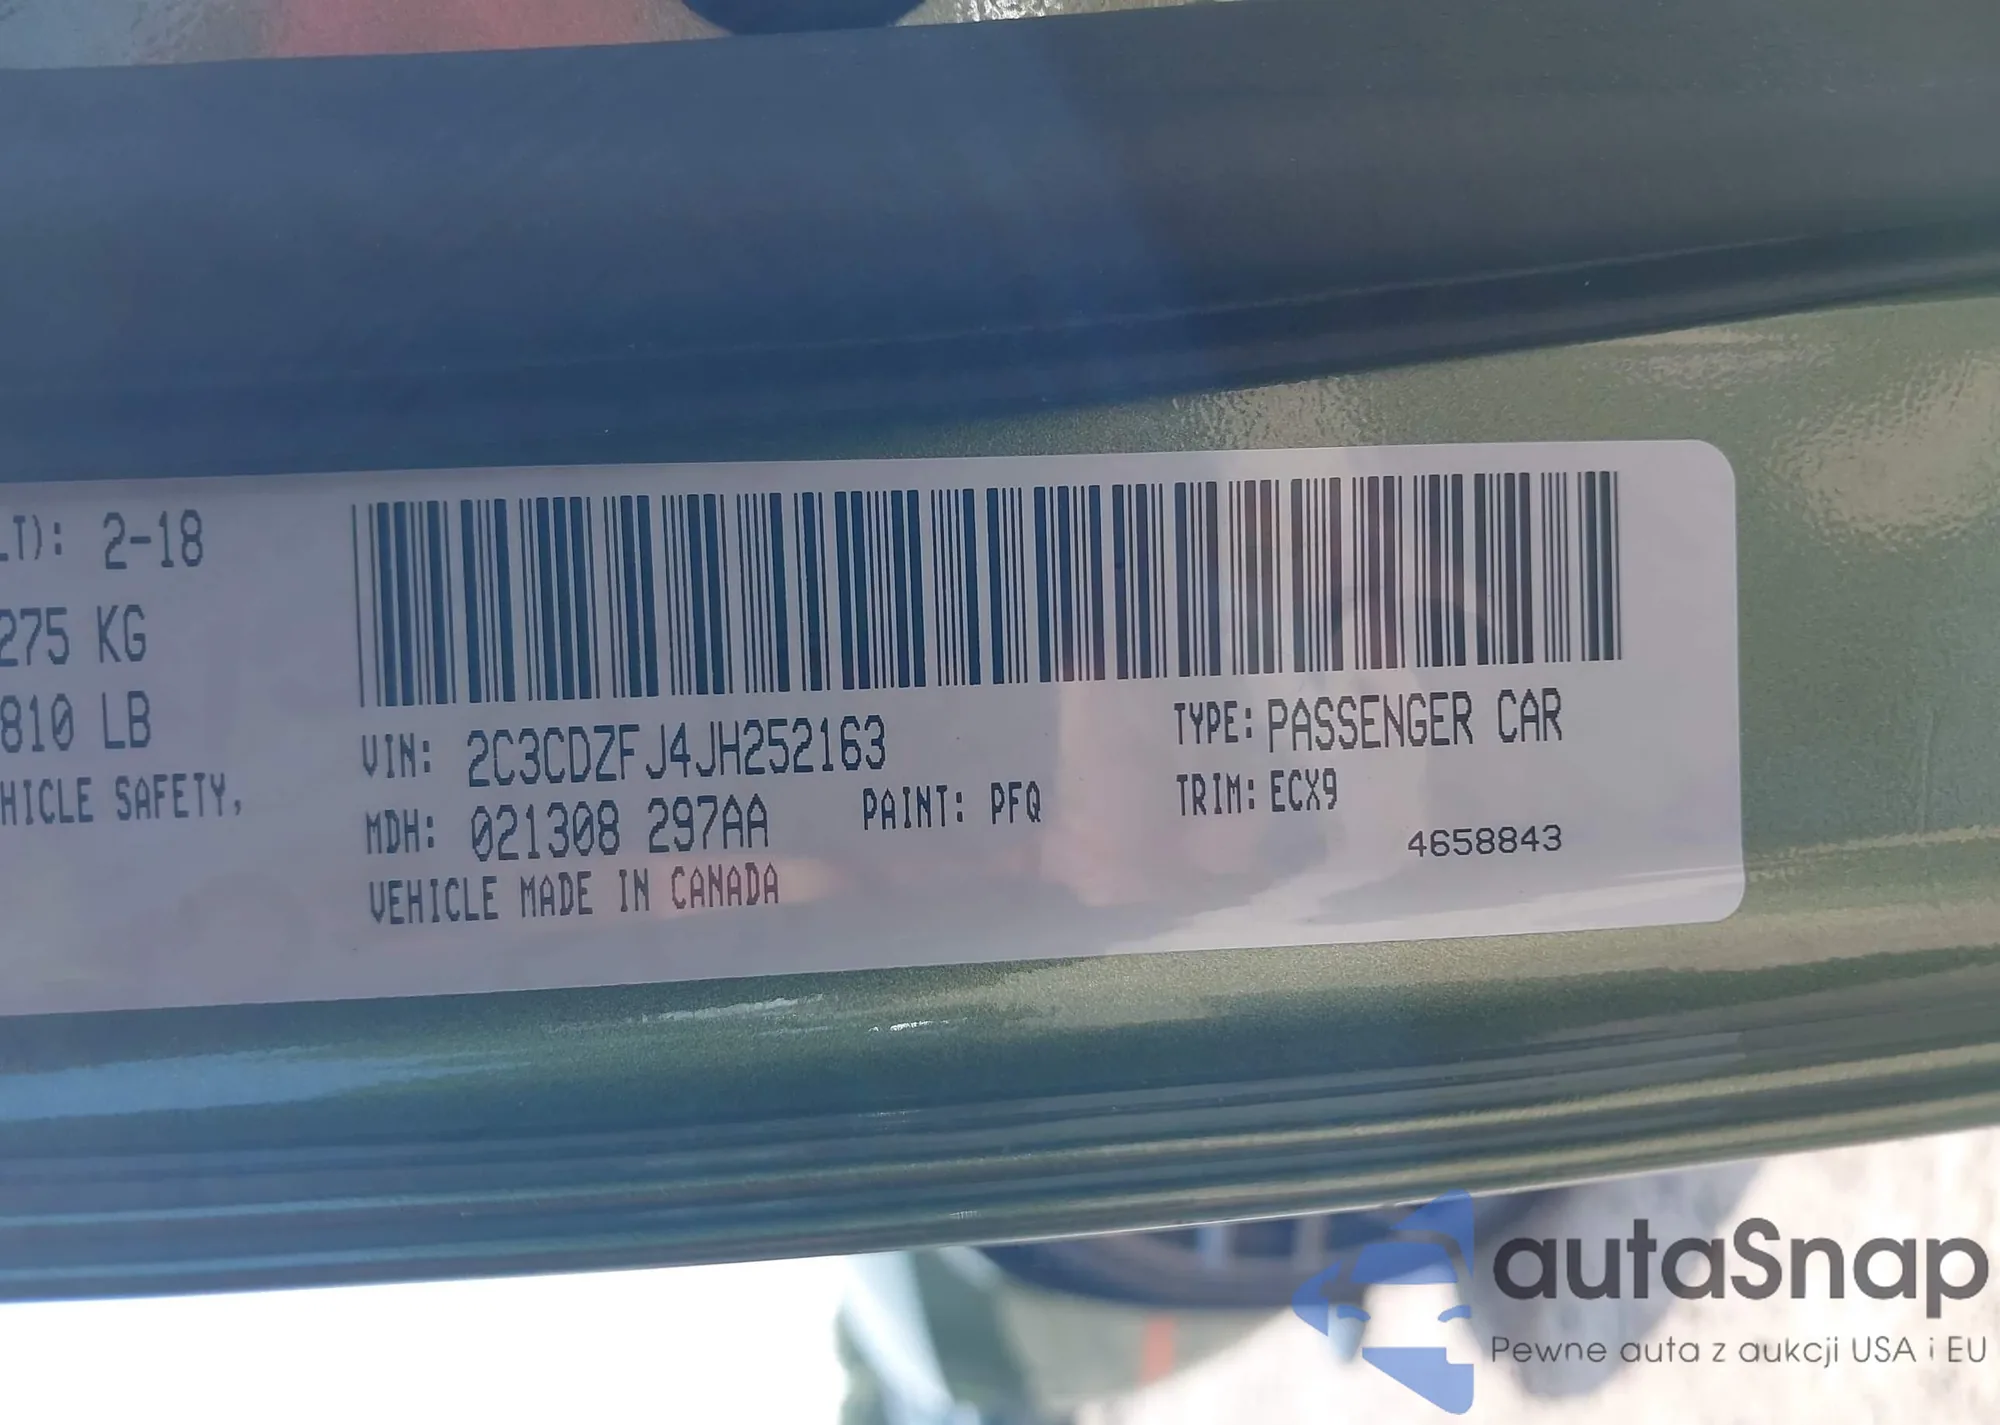 LT): 2-18
275 KG
810 LB
HICLE SAFETY,
VIN: 2C3CDZFJ4JH252163
MDH: 021308 297AA
PAINT: PFQ
VEHICLE MADE IN CANADA
TYPE: PASSENGER CAR
TRIM: ECX9
4658843
autaSnap
Pewne auta z aukcji USA i EU